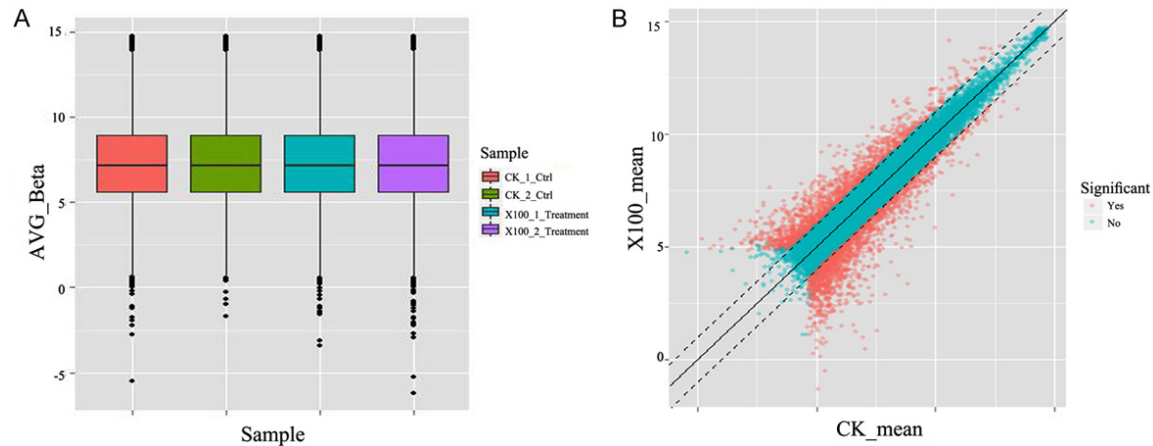 A
AVG_Beta
15
10
5
0
-5
Sample
Sample
CK_1_Ctrl
CK_2_Ctrl
X100_1_Treatment
X100_2_Treatment
B
X100_mean
15
10
5
0
CK_mean
Significant
Yes
No